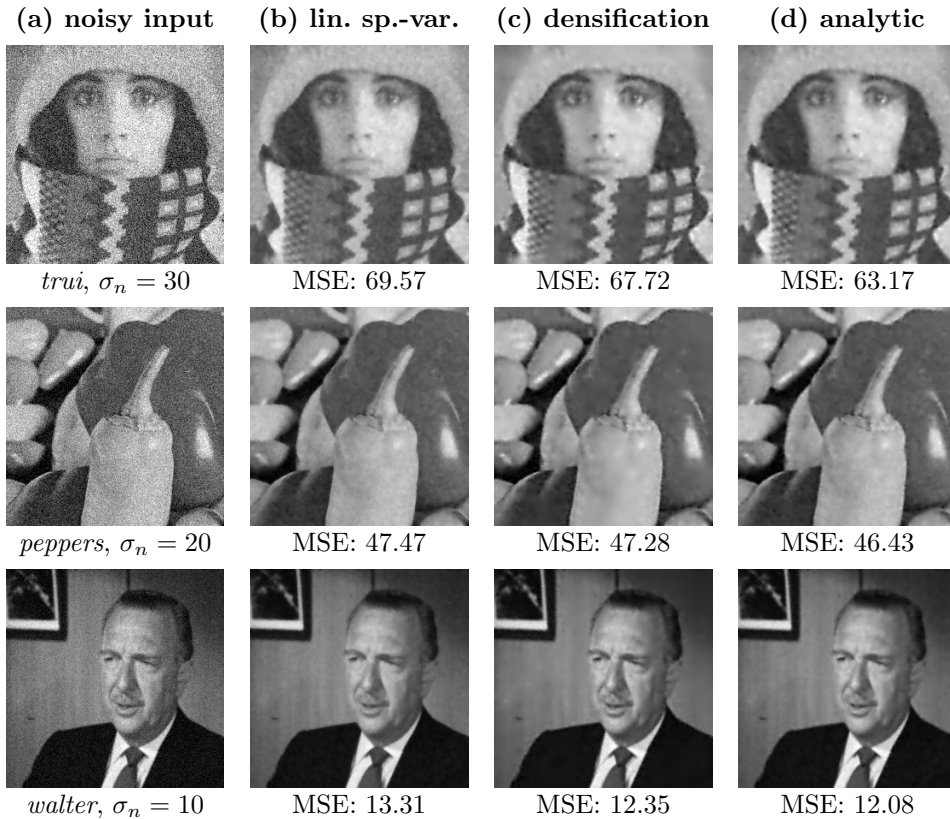 (a) noisy input (b) lin. sp.-var. (c) densification (d) analytic
trui, σₙ = 30 MSE: 69.57 MSE: 67.72 MSE: 63.17
peppers, σₙ = 20 MSE: 47.47 MSE: 47.28 MSE: 46.43
walter, σₙ = 10 MSE: 13.31 MSE: 12.35 MSE: 12.08